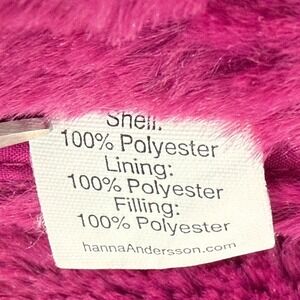 Shell:
100% Polyester
Lining:
100% Polyester
Filling:
100% Polyester
hannaAndersson.com